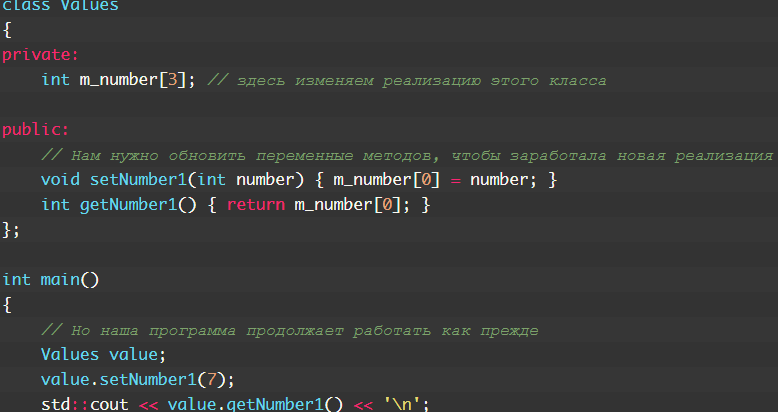 class Values
{
private:
    int m_number[3]; // здесь изменяем реализацию этого класса

public:
    // Нам нужно обновить переменные методов, чтобы заработала новая реализация
    void setNumber1(int number) { m_number[0] = number; }
    int getNumber1() { return m_number[0]; }
};

int main()
{
    // Но наша программа продолжает работать как прежде
    Values value;
    value.setNumber1(7);
    std::cout << value.getNumber1() << '\n';